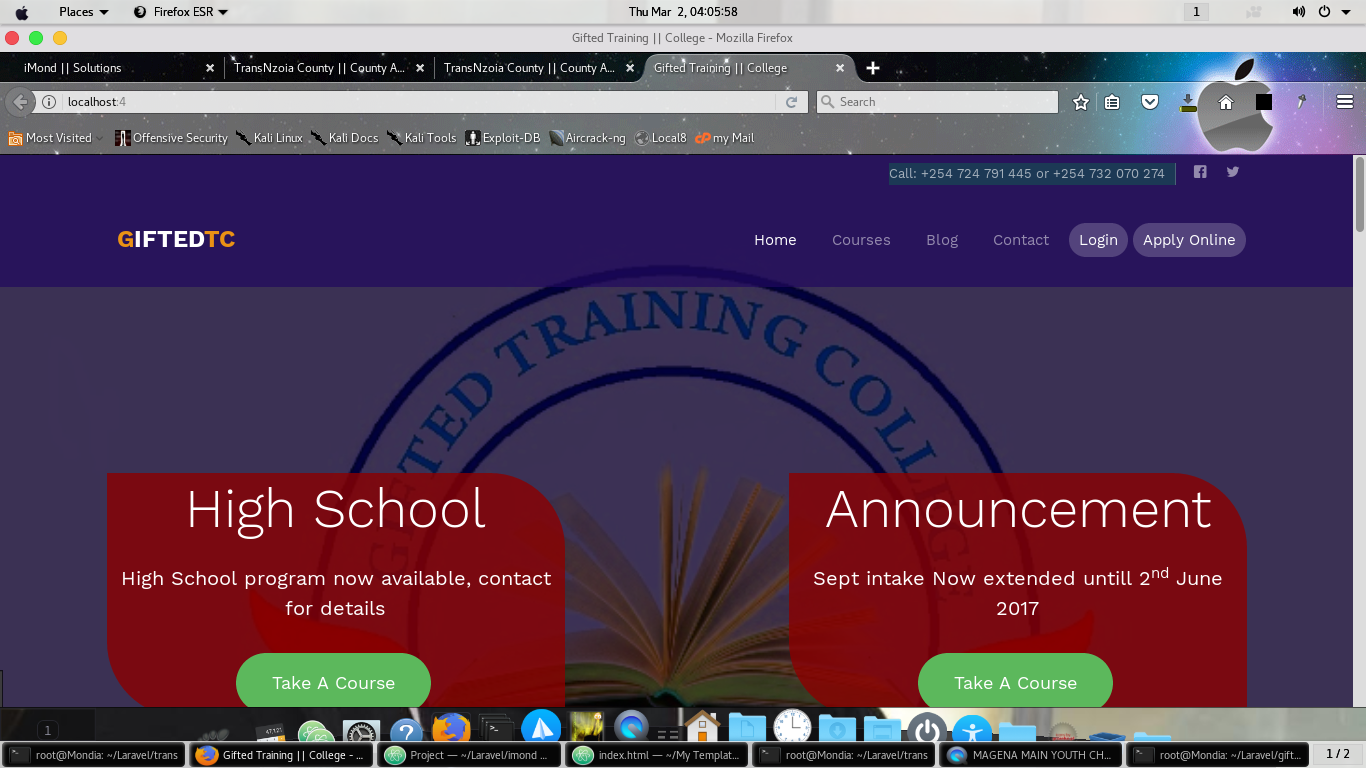 Places Firefox ESR Thu Mar 2, 04:05:58 1
Gifted Training || College - Mozilla Firefox
iMond || Solutions TransNzoia County || County A... TransNzoia County || County A... Gifted Training || College
localhost:4 Search
Most Visited Offensive Security Kali Linux Kali Docs Kali Tools Exploit-DB Aircrack-ng Local8 my Mail
Call: +254 724 791 445 or +254 732 070 274
GIFTEDTC Home Courses Blog Contact Login Apply Online
GIFTED TRAINING COLLEGE
High School
High School program now available, contact
for details
Take A Course
Announcement
Sept intake Now extended untill 2nd June
2017
Take A Course
1
root@Mondia: ~/Laravel/trans Gifted Training || College - ... Project — ~/Laravel/imond ... index.html — ~/My Templat... root@Mondia: ~/Laravel/trans MAGENA MAIN YOUTH CH... root@Mondia: ~/Laravel/gift... 1 / 2